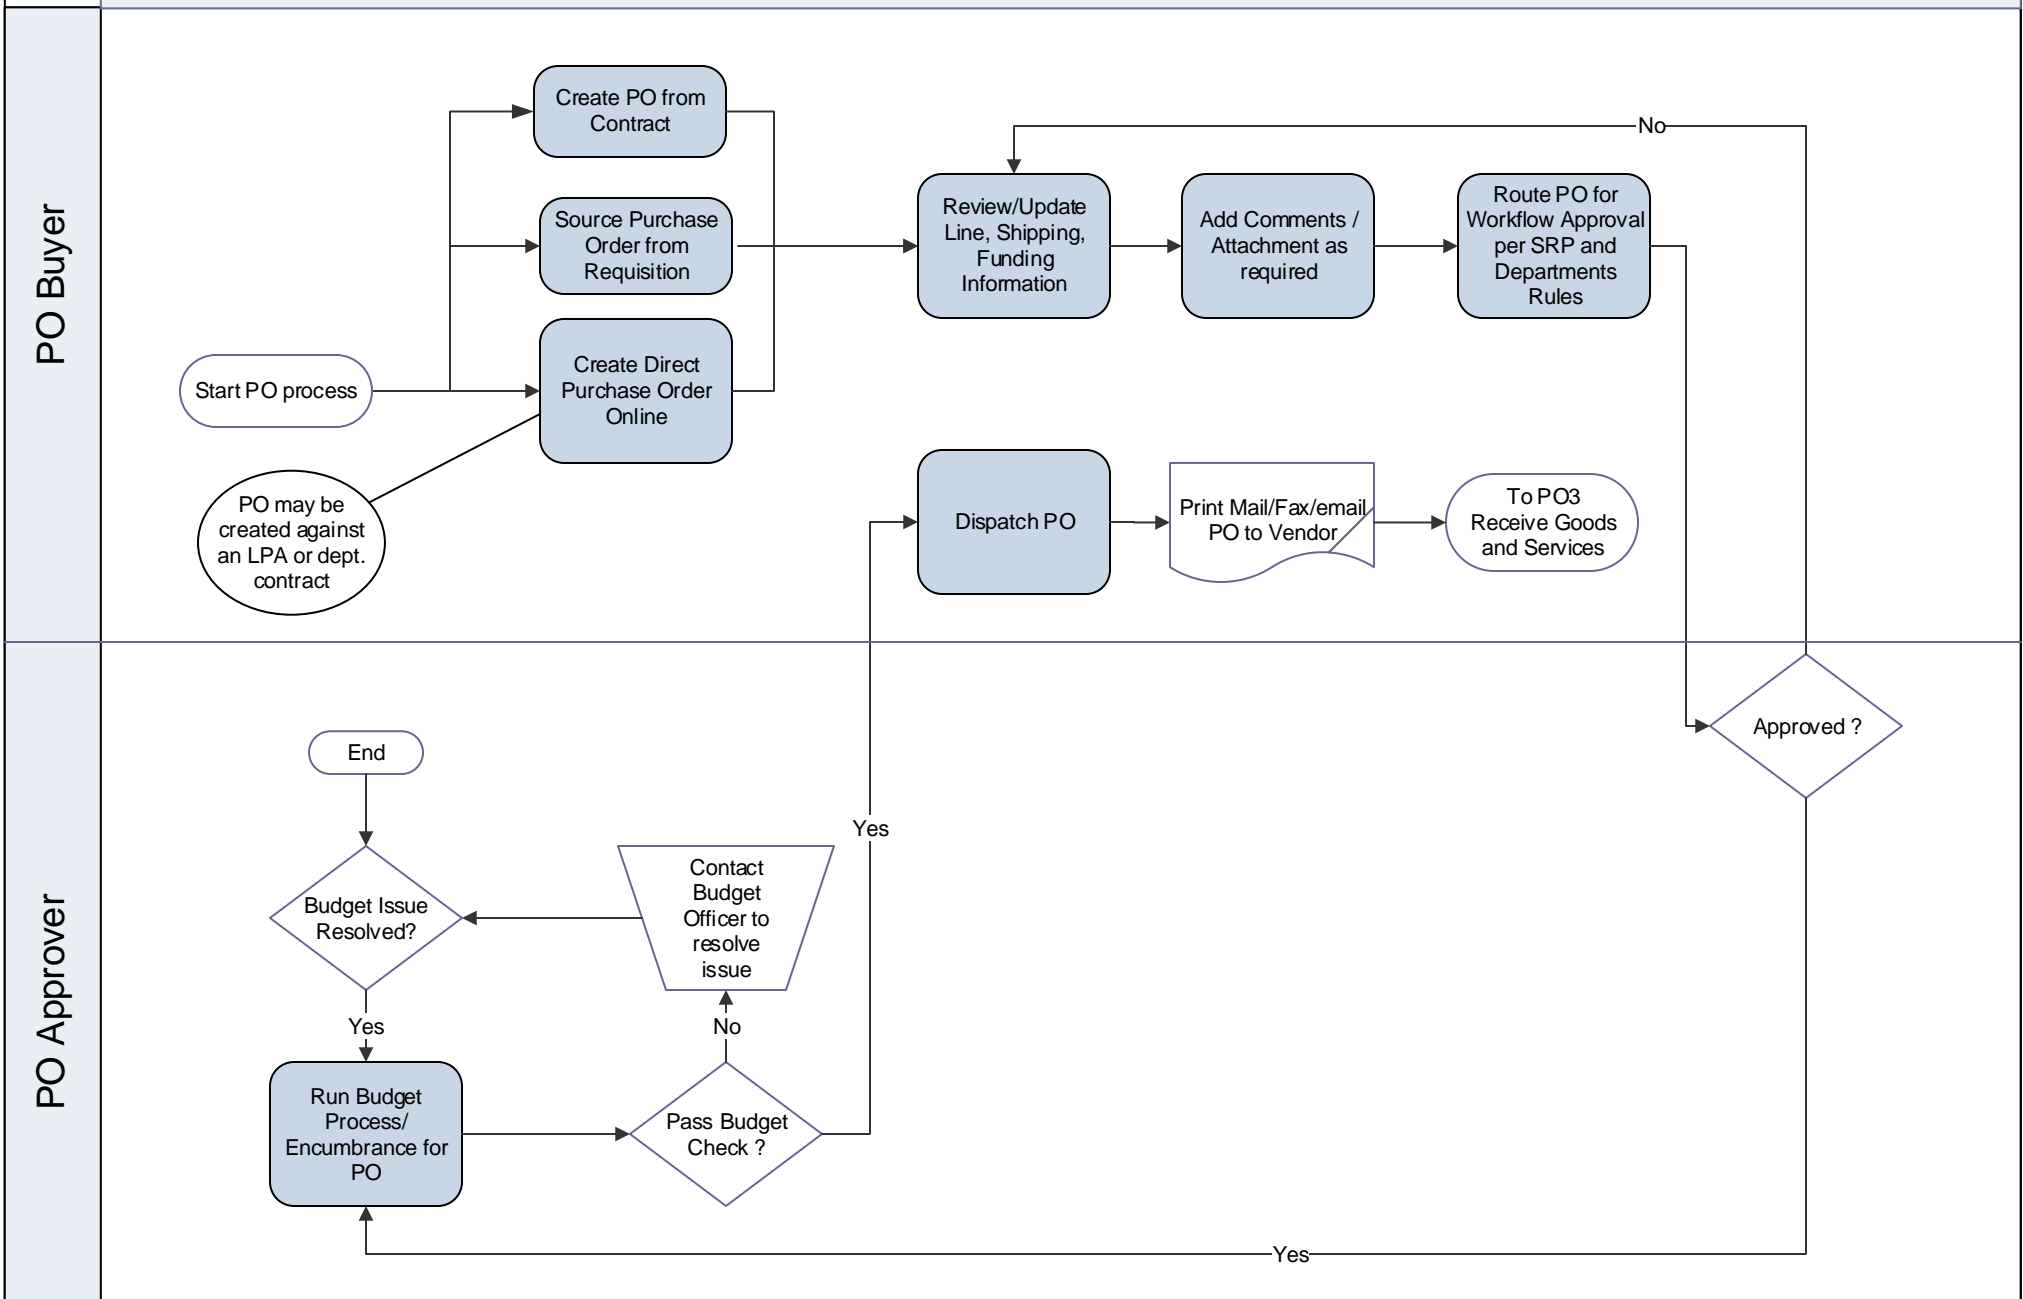 PO Buyer
Create PO from
Contract
Source Purchase
Order from
Requisition
Start PO process
Create Direct
Purchase Order
Online
PO may be
created against
an LPA or dept.
contract
No
Review/Update
Line, Shipping,
Funding
Information
Add Comments /
Attachment as
required
Route PO for
Workflow Approval
per SRP and
Departments
Rules
Dispatch PO
Print Mail/Fax/email
PO to Vendor
To PO3
Receive Goods
and Services
PO Approver
Approved ?
End
Yes
Budget Issue
Resolved?
Contact
Budget
Officer to
resolve
issue
Yes
No
Run Budget
Process/
Encumbrance for
PO
Pass Budget
Check ?
Yes